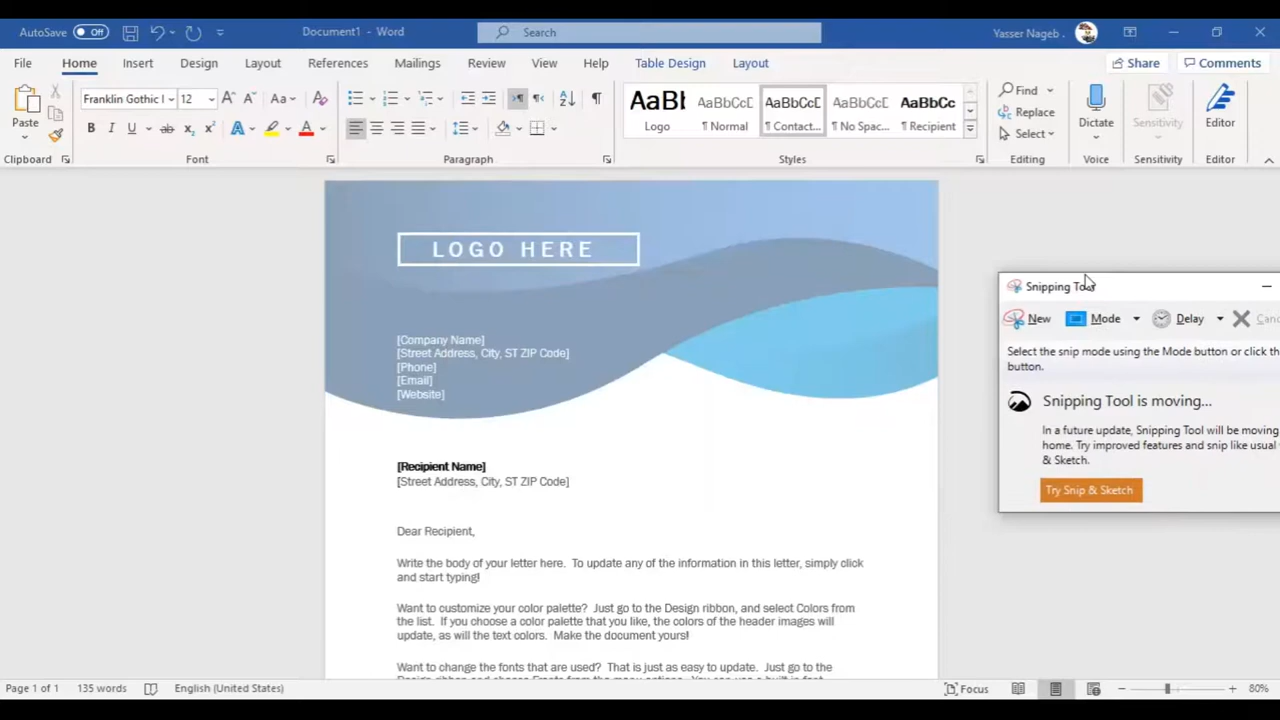 AutoSave Off Document1 - Word Search Yasser Nageb .
File Home Insert Design Layout References Mailings Review View Help Table Design Layout Share Comments
Paste Franklin Gothic 12 Aa AaBb AaBbCcD AaBbCcD AaBbCcD AaBbCc Find Dictate Sensitivity Editor
Replace
B I U ab x² A A Logo ¶ Normal ¶ Contact... ¶ No Spac... ¶ Recipient Select
Clipboard Font Paragraph Styles Editing Voice Sensitivity Editor
LOGO HERE
[Company Name]
[Street Address, City, ST ZIP Code]
[Phone]
[Email]
[Website]
[Recipient Name]
[Street Address, City, ST ZIP Code]
Dear Recipient,
Write the body of your letter here. To update any of the information in this letter, simply click
and start typing!
Want to customize your color palette? Just go to the Design ribbon, and select Colors from
the list. If you choose a color palette that you like, the colors of the header images will
update, as will the text colors. Make the document yours!
Want to change the fonts that are used? That is just as easy to update. Just go to the
Snipping Tool
New Mode Delay Canc
Select the snip mode using the Mode button or click the
button.
Snipping Tool is moving...
In a future update, Snipping Tool will be moving
home. Try improved features and snip like usual
& Sketch.
Try Snip & Sketch
Page 1 of 1 135 words English (United States) Focus 80%